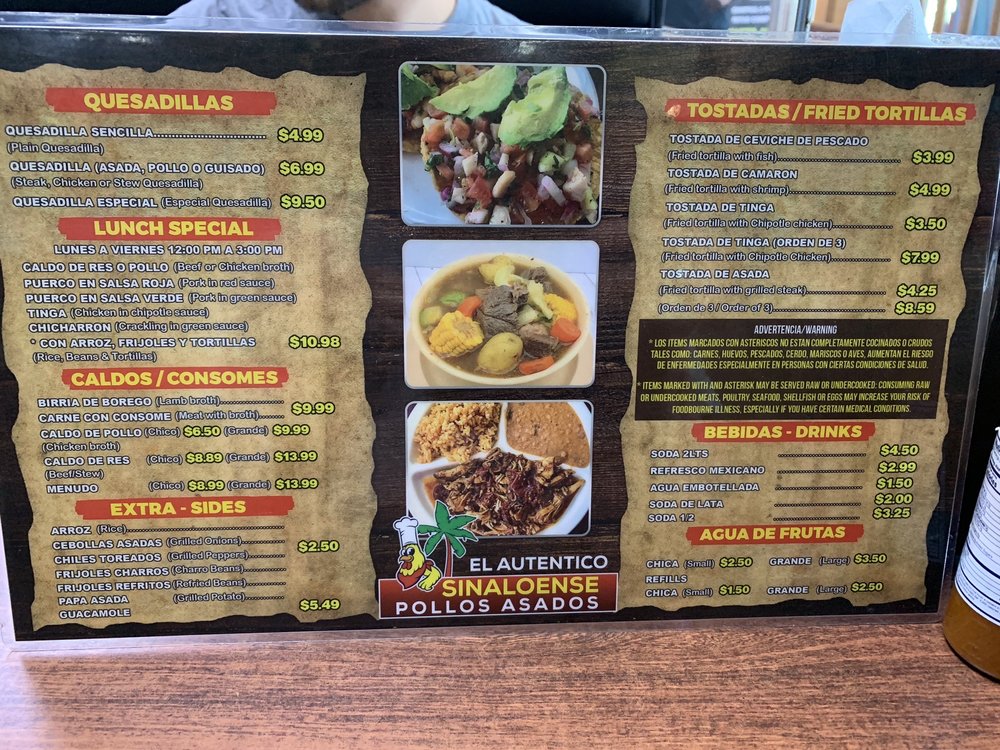 QUESADILLAS
QUESADILLA SENCILLA............................ $4.99
(Plain Quesadilla)
QUESADILLA (ASADA, POLLO O GUISADO) $6.99
(Steak, Chicken or Stew Quesadilla)
QUESADILLA ESPECIAL (Especial Quesadilla) $9.50
LUNCH SPECIAL
LUNES A VIERNES 12:00 PM A 3:00 PM
CALDO DE RES O POLLO (Beef or Chicken broth)
PUERCO EN SALSA ROJA (Pork in red sauce)
PUERCO EN SALSA VERDE (Pork in green sauce)
TINGA (Chicken in chipotle sauce)
CHICHARRON (Crackling in green sauce)
* CON ARROZ, FRIJOLES Y TORTILLAS $10.98
(Rice, Beans & Tortillas)
CALDOS / CONSOMES
BIRRIA DE BOREGO (Lamb broth)..................
CARNE CON CONSOME (Meat with broth)........ $9.99
CALDO DE POLLO (Chico) $6.50 (Grande) $9.99
(Chicken broth)
CALDO DE RES (Chico) $8.89 (Grande) $13.99
(Beef/Stew)
MENUDO (Chico) $8.99 (Grande) $13.99
EXTRA - SIDES
ARROZ (Rice)........................................
CEBOLLAS ASADAS (Grilled Onions)............
CHILES TOREADOS (Grilled Peppers)........... $2.50
FRIJOLES CHARROS (Charro Beans)............
FRIJOLES REFRITOS (Refried Beans)............
PAPA ASADA (Grilled Potato)............
GUACAMOLE $5.49
EL AUTENTICO
SINALOENSE
POLLOS ASADOS
TOSTADAS / FRIED TORTILLAS
TOSTADA DE CEVICHE DE PESCADO
(Fried tortilla with fish)................................ $3.99
TOSTADA DE CAMARON
(Fried tortilla with shrimp)........................... $4.99
TOSTADA DE TINGA
(Fried tortilla with Chipotle chicken)................ $3.50
TOSTADA DE TINGA (ORDEN DE 3)
(Fried tortilla with Chipotle Chicken)................ $7.99
TOSTADA DE ASADA
(Fried tortilla with grilled steak)..................... $4.25
(Orden de 3/ Order of 3)............................... $8.59
ADVERTENCIA/WARNING
* LOS ITEMS MARCADOS CON ASTERISCOS NO ESTAN COMPLETAMENTE COCINADOS O CRUDOS
TALES COMO: CARNES, HUEVOS, PESCADOS, CERDO, MARISCOS O AVES, AUMENTAN EL RIESGO
DE ENFERMEDADES ESPECIALMENTE EN PERSONAS CON CIERTAS CONDICIONES DE SALUD.
* ITEMS MARKED WITH AND ASTERISK MAY BE SERVED RAW OR UNDERCOOKED: CONSUMING RAW
OR UNDERCOOKED MEATS, POULTRY, SEAFOOD, SHELLFISH OR EGGS MAY INCREASE YOUR RISK OF
FOODBOURNE ILLNESS, ESPECIALLY IF YOU HAVE CERTAIN MEDICAL CONDITIONS.
BEBIDAS - DRINKS
SODA 2LTS ........................ $4.50
REFRESCO MEXICANO ........................ $2.99
AGUA EMBOTELLADA ........................ $1.50
SODA DE LATA ........................ $2.00
SODA 1/2 ........................ $3.25
AGUA DE FRUTAS
CHICA (Small) $2.50 GRANDE (Large) $3.50
REFILLS
CHICA (Small) $1.50 GRANDE (Large) $2.50